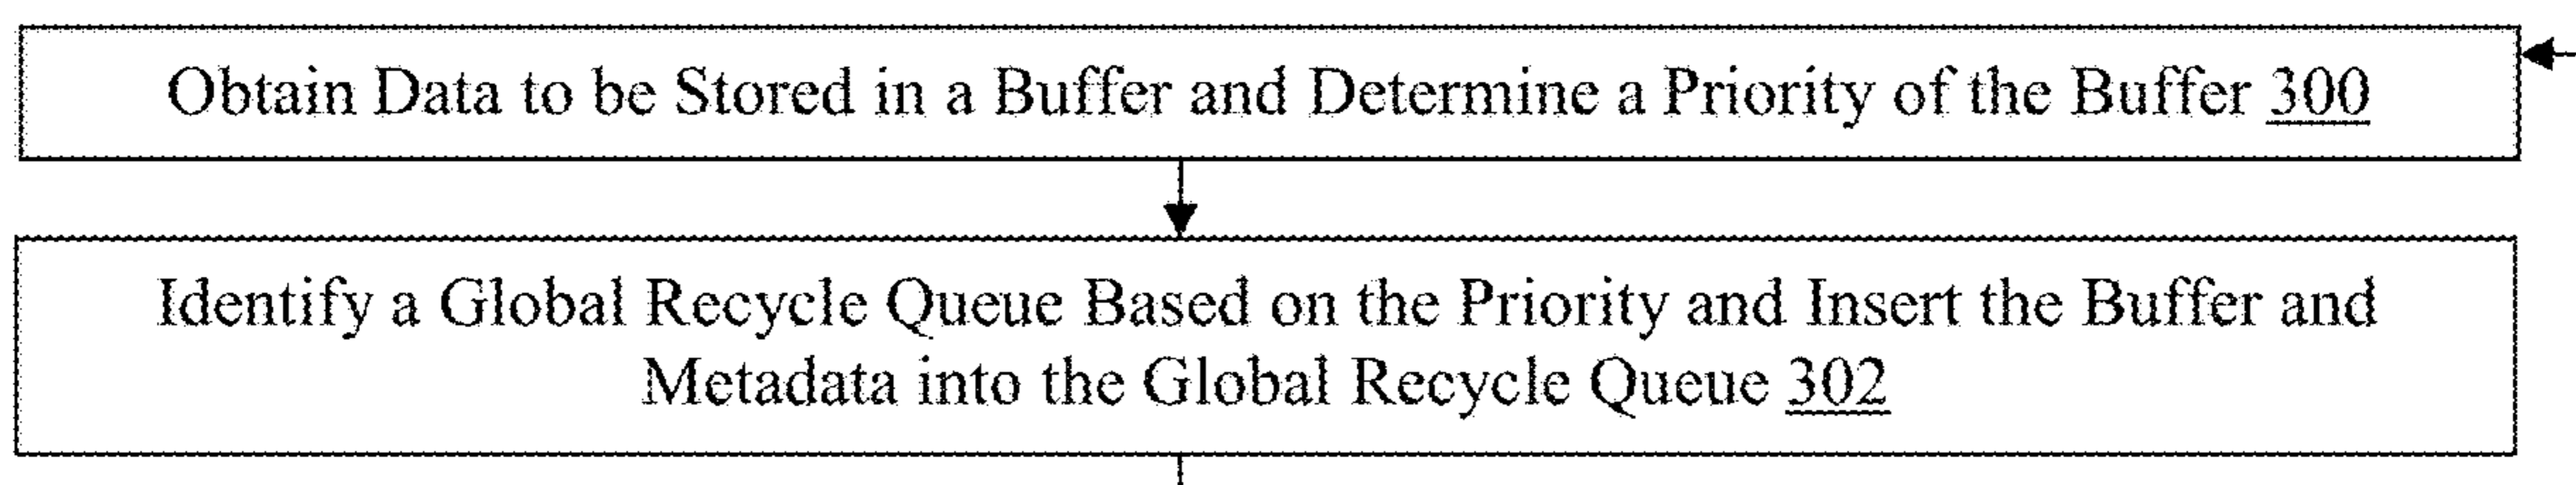 Obtain Data to be Stored in a Buffer and Determine a Priority of the Buffer 300
Identify a Global Recycle Queue Based on the Priority and Insert the Buffer and
Metadata into the Global Recycle Queue 302